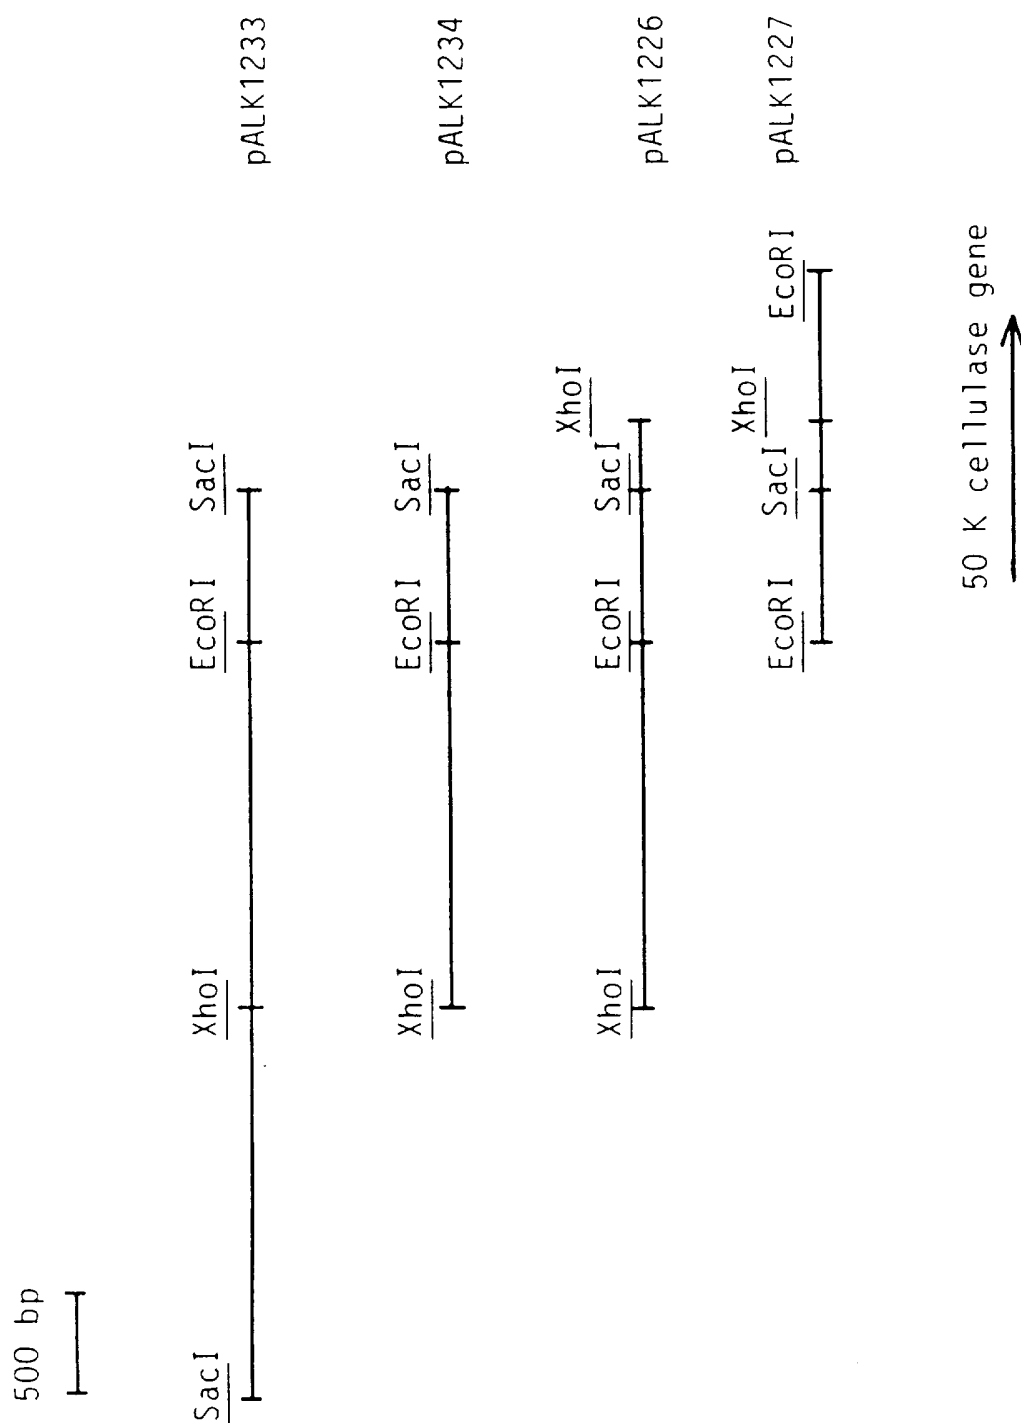 500 bp
SacI XhoI EcoRI SacI pALK1233
XhoI EcoRI SacI pALK1234
XhoI EcoRI SacI XhoI pALK1226
EcoRI SacI XhoI EcoRI pALK1227
50 K cellulase gene